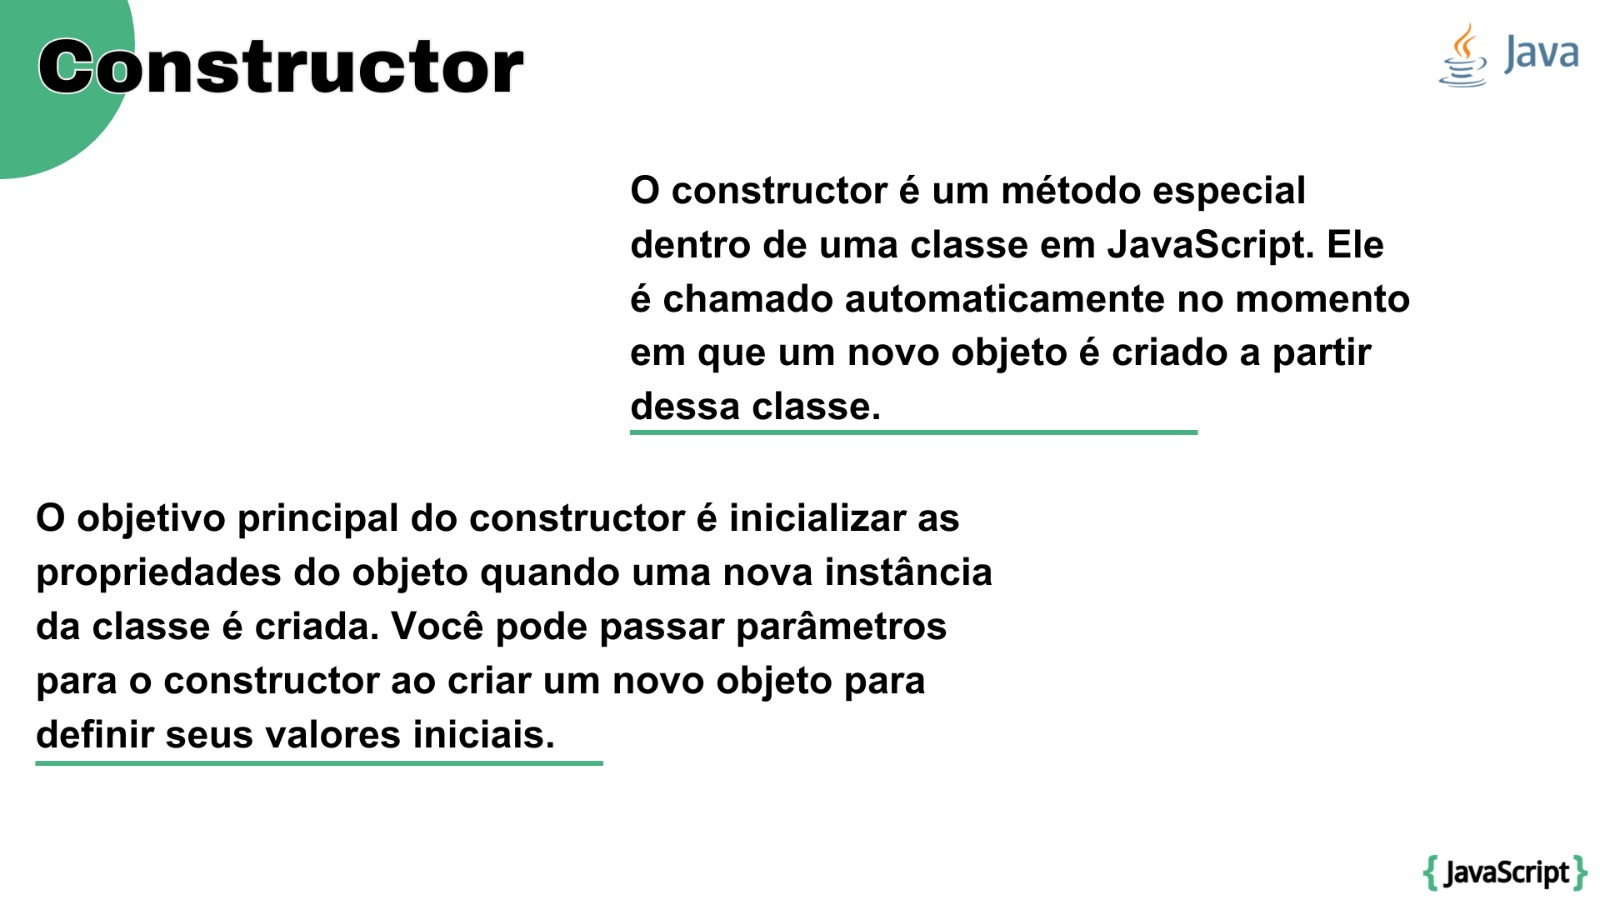 Constructor
Java
O constructor é um método especial
dentro de uma classe em JavaScript. Ele
é chamado automaticamente no momento
em que um novo objeto é criado a partir
dessa classe.
O objetivo principal do constructor é inicializar as
propriedades do objeto quando uma nova instância
da classe é criada. Você pode passar parâmetros
para o constructor ao criar um novo objeto para
definir seus valores iniciais.
{ JavaScript }